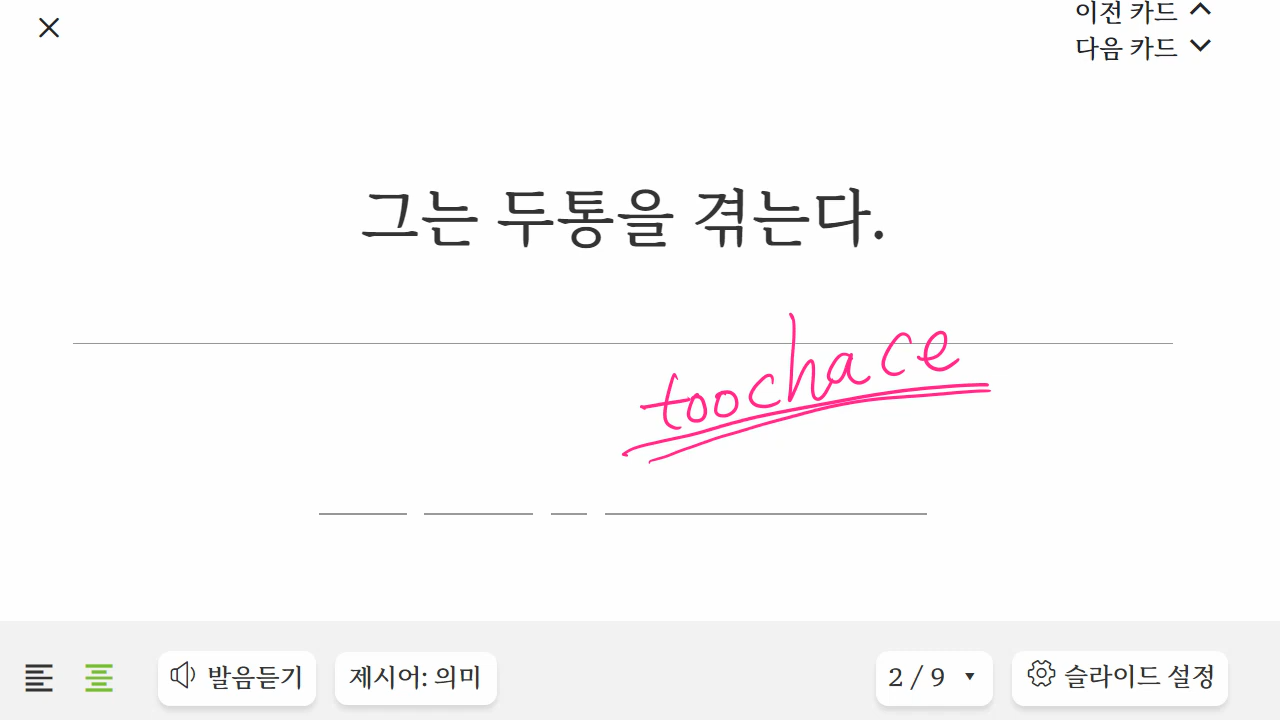 이전 카드
다음 카드
그는 두통을 겪는다.
toochace
발음듣기
제시어: 의미
2 / 9
슬라이드 설정